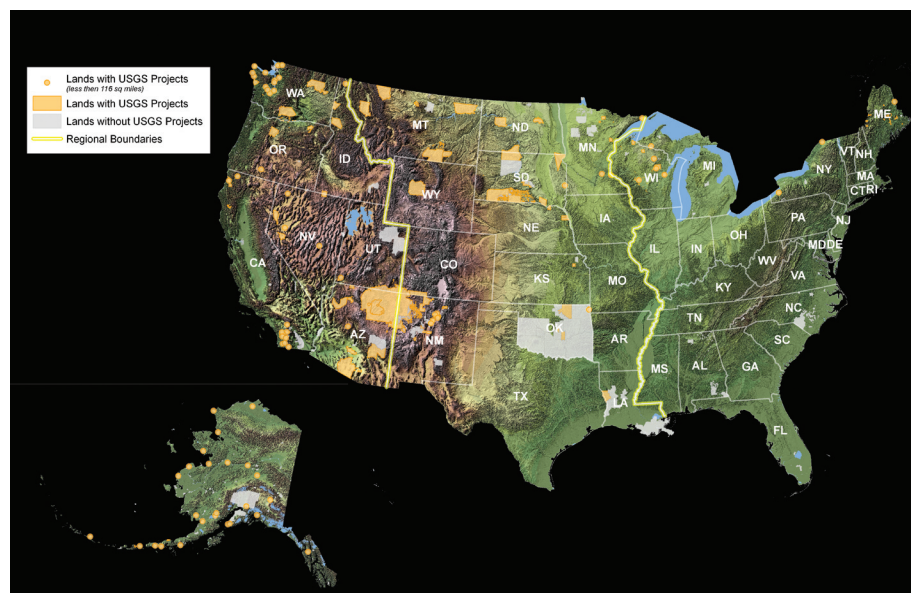 Lands with USGS Projects
(less then 116 sq miles)
Lands with USGS Projects
Lands without USGS Projects
Regional Boundaries
WA
MT
ND
MN
ME
OR
ID
SD
WI
MI
NY
VT
NH
MA
CT
RI
WY
IA
NE
PA
NJ
NV
UT
CO
IL
IN
OH
MD
DE
CA
KS
MO
KY
WV
VA
AZ
NM
OK
AR
TN
NC
SC
TX
LA
MS
AL
GA
FL